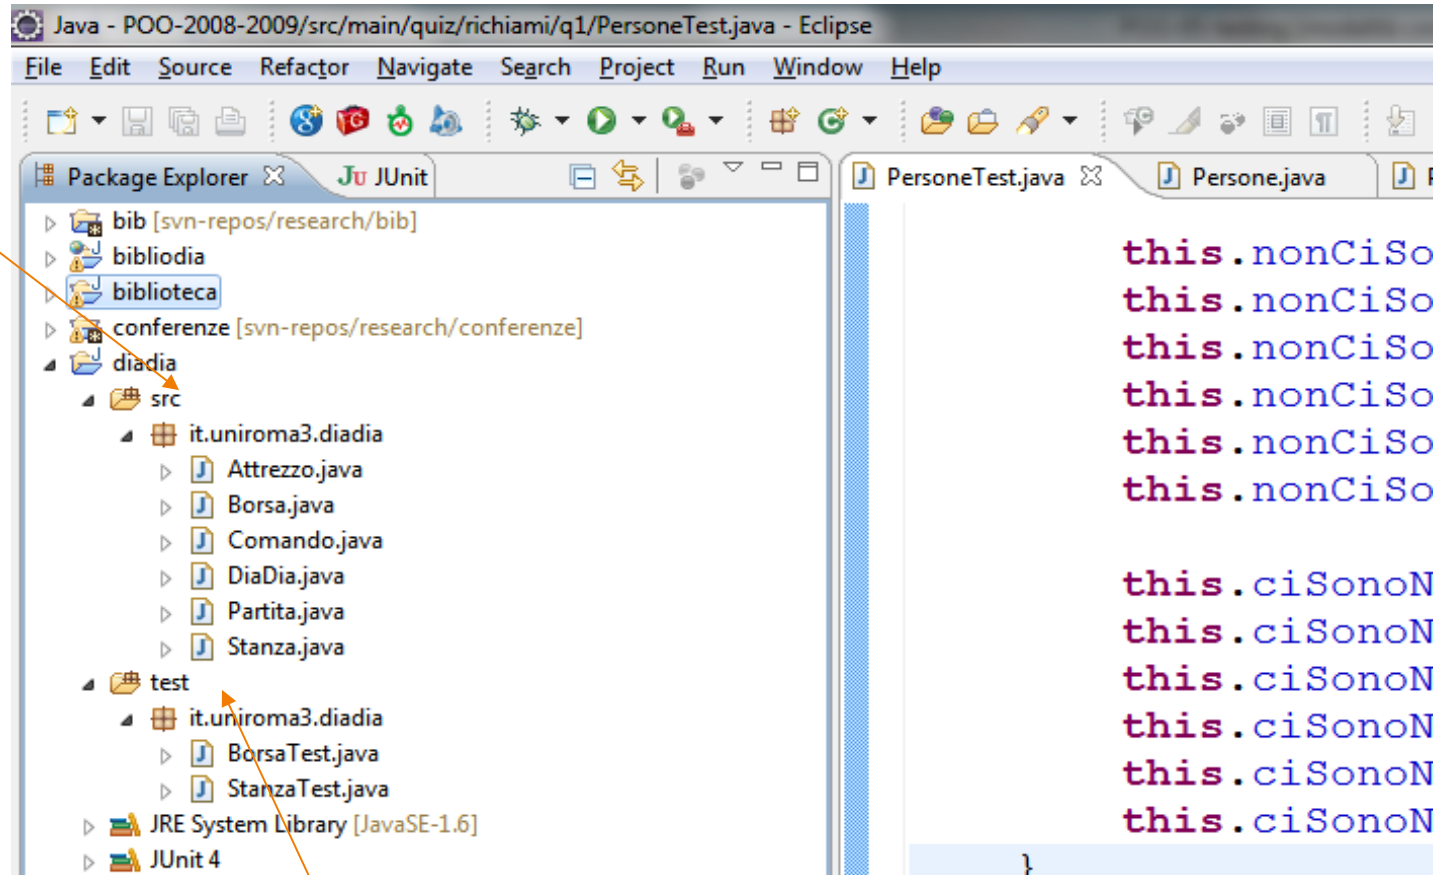 Java - POO-2008-2009/src/main/quiz/richiami/q1/PersoneTest.java - Eclipse
File Edit Source Refactor Navigate Search Project Run Window Help
Package Explorer
Ju JUnit
bib [svn-repos/research/bib]
bibliodia
biblioteca
conferenze [svn-repos/research/conferenze]
diadia
src
it.uniroma3.diadia
Attrezzo.java
Borsa.java
Comando.java
DiaDia.java
Partita.java
Stanza.java
test
it.uniroma3.diadia
BorsaTest.java
StanzaTest.java
JRE System Library [JavaSE-1.6]
JUnit 4
PersoneTest.java
Persone.java
this.nonCiSo
this.nonCiSo
this.nonCiSo
this.nonCiSo
this.nonCiSo
this.nonCiSo
this.ciSonoN
this.ciSonoN
this.ciSonoN
this.ciSonoN
this.ciSonoN
this.ciSonoN
}